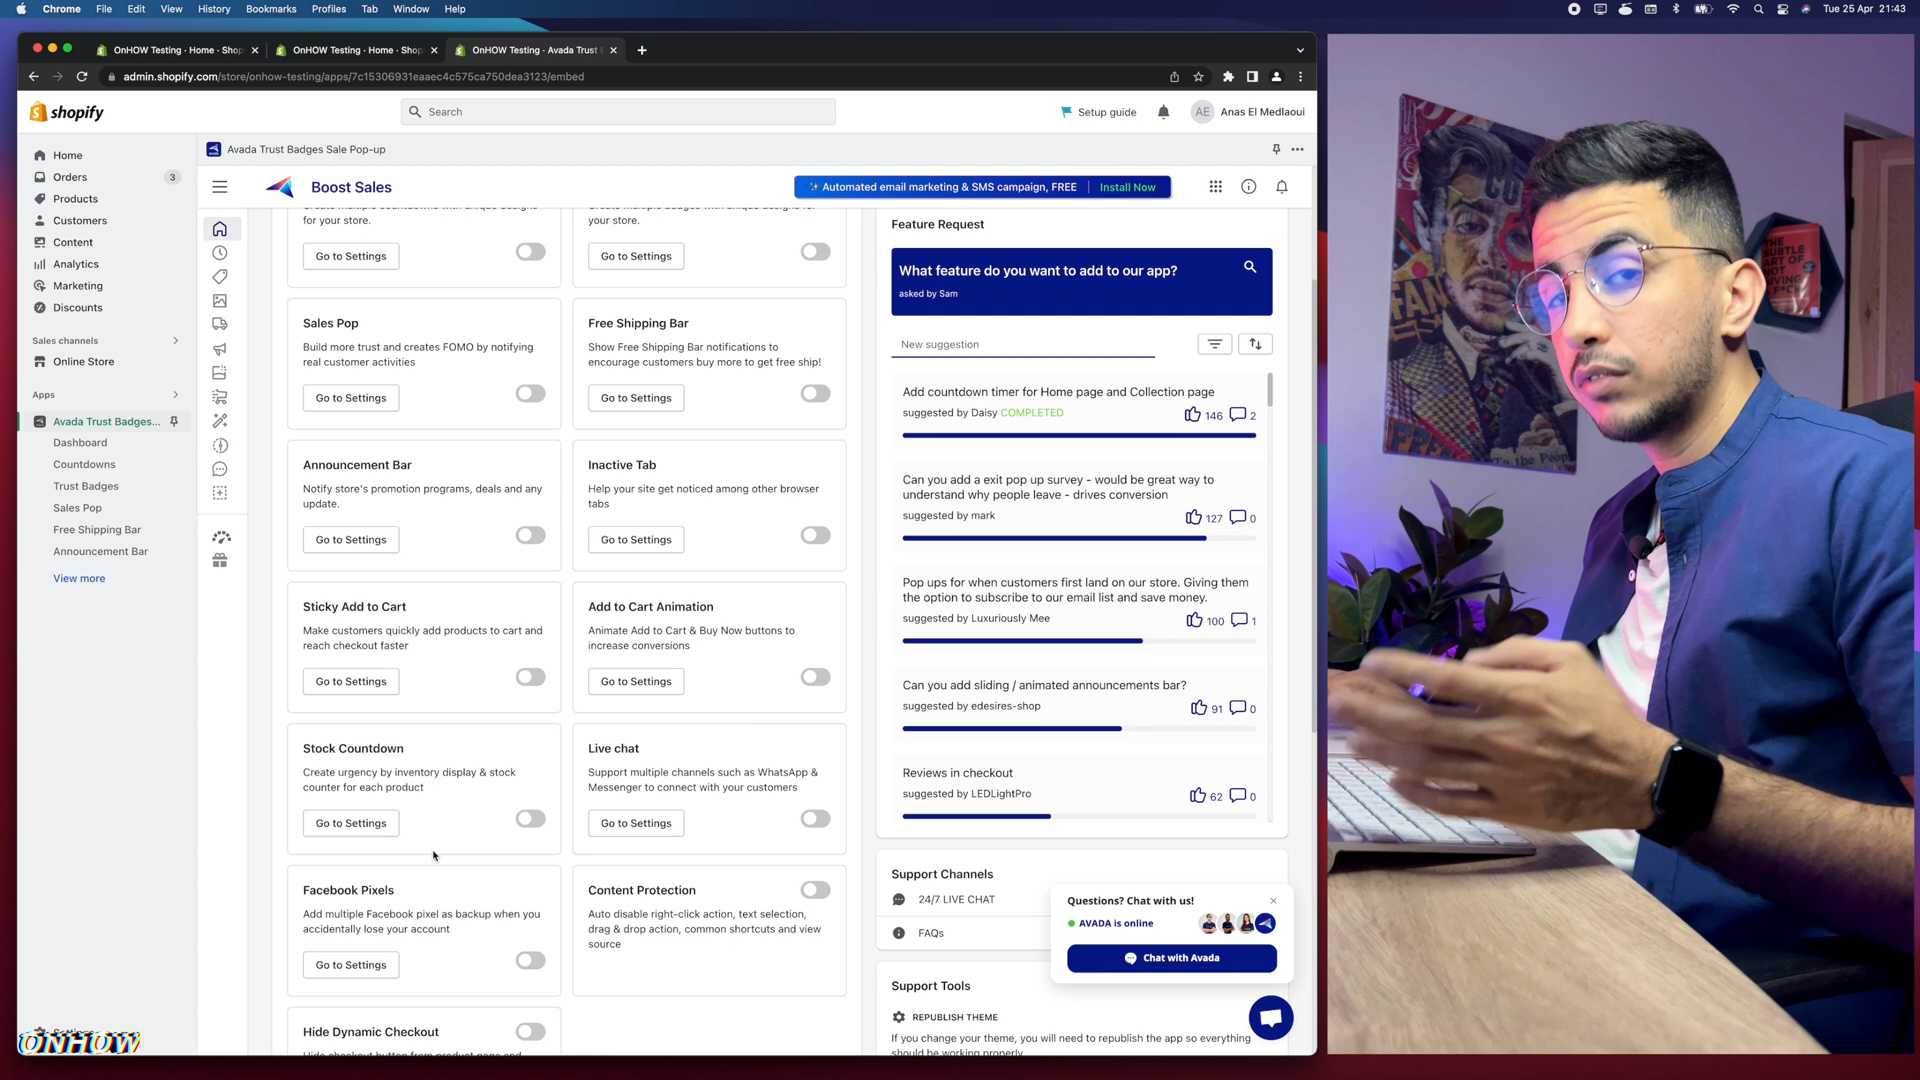 Chrome File Edit View History Bookmarks Profiles Tab Window Help
Tue 25 Apr 21:43
OnHOW Testing · Home · Shop
OnHOW Testing · Home · Shop
OnHOW Testing · Avada Trust
admin.shopify.com/store/onhow-testing/apps/7c15306931eaaec4c575ca750dea3123/embed
shopify
Search
Setup guide
AE
Anas El Medlaoui
Home
Orders
3
Products
Customers
Content
Analytics
Marketing
Discounts
Sales channels
Online Store
Apps
Avada Trust Badges...
Dashboard
Countdowns
Trust Badges
Sales Pop
Free Shipping Bar
Announcement Bar
View more
ONHOW
Avada Trust Badges Sale Pop-up
Boost Sales
Automated email marketing & SMS campaign, FREE
Install Now
for your store.
Go to Settings
your store.
Go to Settings
Sales Pop
Build more trust and creates FOMO by notifying
real customer activities
Go to Settings
Free Shipping Bar
Show Free Shipping Bar notifications to
encourage customers buy more to get free ship!
Go to Settings
Announcement Bar
Notify store's promotion programs, deals and any
update.
Go to Settings
Inactive Tab
Help your site get noticed among other browser
tabs
Go to Settings
Sticky Add to Cart
Make customers quickly add products to cart and
reach checkout faster
Go to Settings
Add to Cart Animation
Animate Add to Cart & Buy Now buttons to
increase conversions
Go to Settings
Stock Countdown
Create urgency by inventory display & stock
counter for each product
Go to Settings
Live chat
Support multiple channels such as WhatsApp &
Messenger to connect with your customers
Go to Settings
Facebook Pixels
Add multiple Facebook pixel as backup when you
accidentally lose your account
Go to Settings
Content Protection
Auto disable right-click action, text selection,
drag & drop action, common shortcuts and view
source
Hide Dynamic Checkout
Feature Request
What feature do you want to add to our app?
asked by Sam
New suggestion
Add countdown timer for Home page and Collection page
suggested by Daisy COMPLETED
146 2
Can you add a exit pop up survey - would be great way to
understand why people leave - drives conversion
suggested by mark
127 0
Pop ups for when customers first land on our store. Giving them
the option to subscribe to our email list and save money.
suggested by Luxuriously Mee
100 1
Can you add sliding / animated announcements bar?
suggested by edesires-shop
91 0
Reviews in checkout
suggested by LEDLightPro
62 0
Support Channels
24/7 LIVE CHAT
FAQs
Questions? Chat with us!
AVADA is online
Chat with Avada
Support Tools
REPUBLISH THEME
If you change your theme, you will need to republish the app so everything
should be working properly
THE
SUBTLE
ART OF
NOT
GIVING
to the People